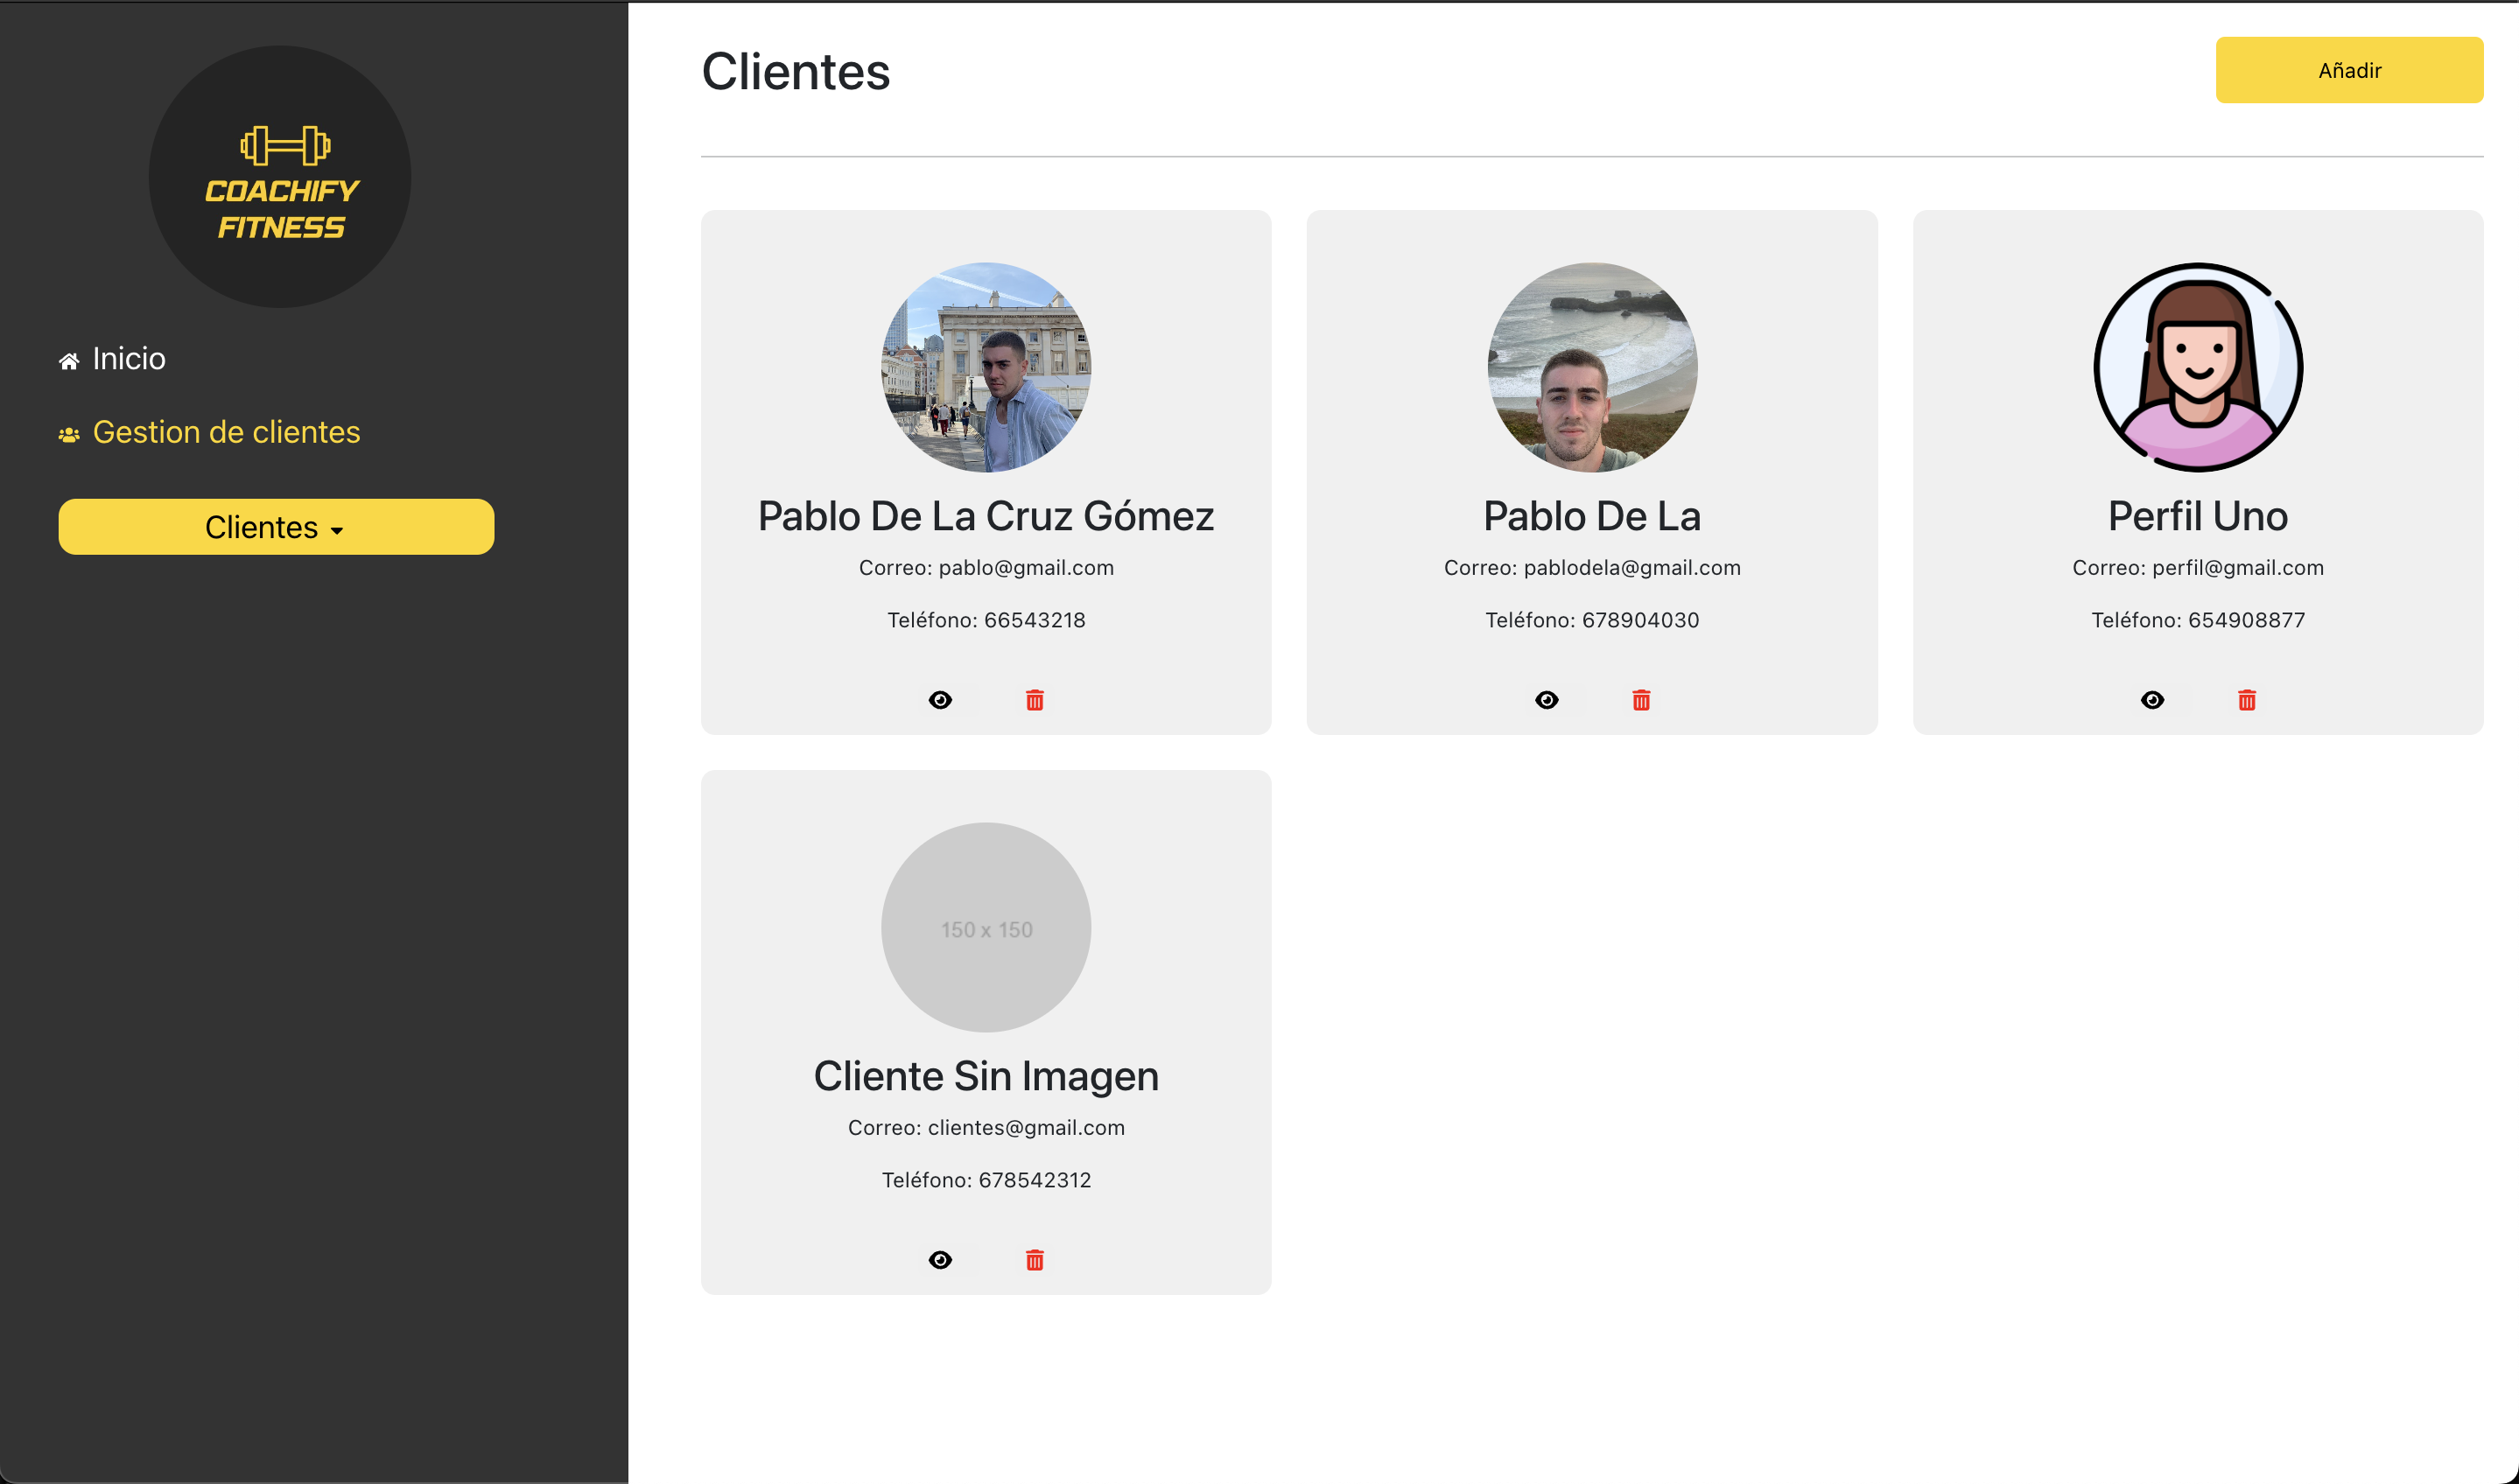 COACHIFY
FITNESS
Inicio
Gestion de clientes
Clientes
Clientes
Añadir
Pablo De La Cruz Gómez
Correo: pablo@gmail.com
Teléfono: 66543218
Pablo De La
Correo: pablodela@gmail.com
Teléfono: 678904030
Perfil Uno
Correo: perfil@gmail.com
Teléfono: 654908877
150 x 150
Cliente Sin Imagen
Correo: clientes@gmail.com
Teléfono: 678542312